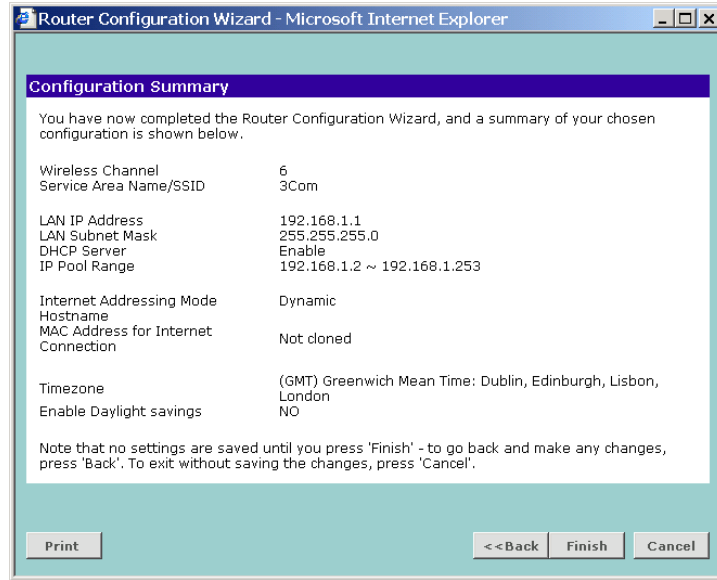 Router Configuration Wizard - Microsoft Internet Explorer
Configuration Summary
You have now completed the Router Configuration Wizard, and a summary of your chosen
configuration is shown below.
Wireless Channel 6
Service Area Name/SSID 3Com
LAN IP Address 192.168.1.1
LAN Subnet Mask 255.255.255.0
DHCP Server Enable
IP Pool Range 192.168.1.2 ~ 192.168.1.253
Internet Addressing Mode Dynamic
Hostname
MAC Address for Internet
Connection Not cloned
Timezone (GMT) Greenwich Mean Time: Dublin, Edinburgh, Lisbon,
London
Enable Daylight savings NO
Note that no settings are saved until you press 'Finish' - to go back and make any changes,
press 'Back'. To exit without saving the changes, press 'Cancel'.
Print <<Back Finish Cancel